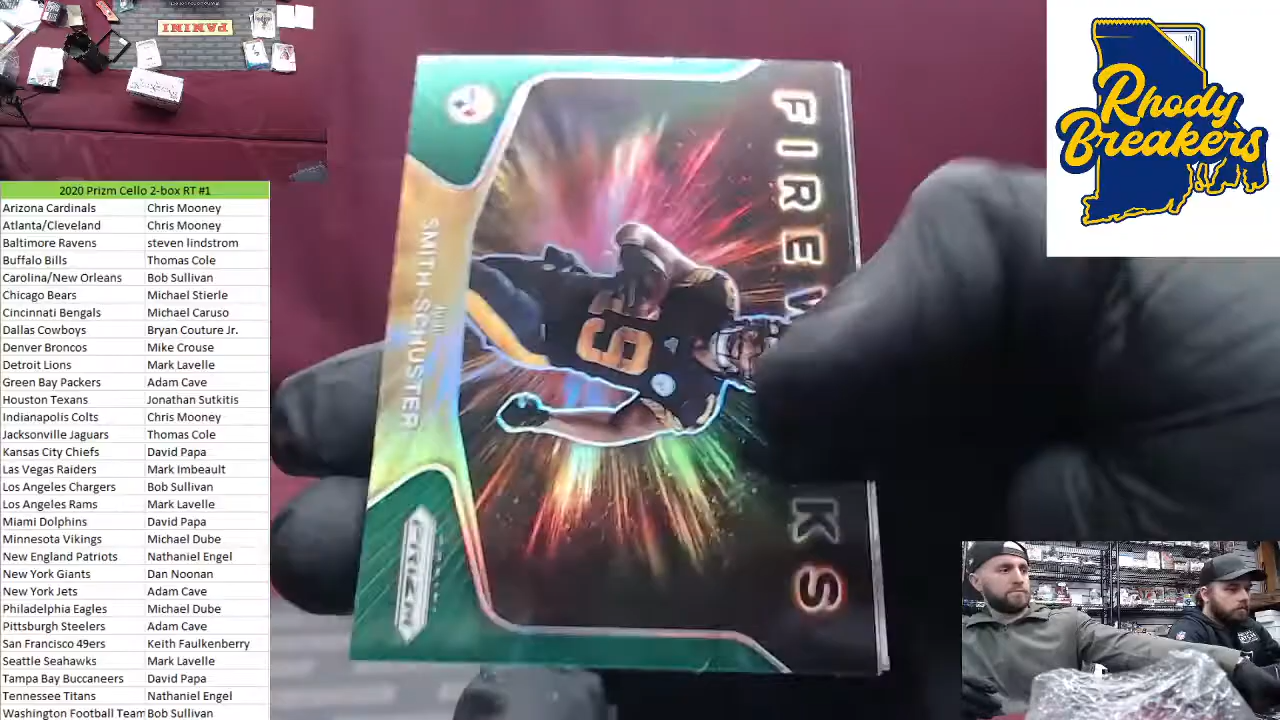 PANINI
Rhody
Breakers
1/1
2020 Prizm Cello 2-box RT #1
Arizona Cardinals Chris Mooney
Atlanta/Cleveland Chris Mooney
Baltimore Ravens steven lindstrom
Buffalo Bills Thomas Cole
Carolina/New Orleans Bob Sullivan
Chicago Bears Michael Stierle
Cincinnati Bengals Michael Caruso
Dallas Cowboys Bryan Couture Jr.
Denver Broncos Mike Crouse
Detroit Lions Mark Lavelle
Green Bay Packers Adam Cave
Houston Texans Jonathan Sutkitis
Indianapolis Colts Chris Mooney
Jacksonville Jaguars Thomas Cole
Kansas City Chiefs David Papa
Las Vegas Raiders Mark Imbeault
Los Angeles Chargers Bob Sullivan
Los Angeles Rams Mark Lavelle
Miami Dolphins David Papa
Minnesota Vikings Michael Dube
New England Patriots Nathaniel Engel
New York Giants Dan Noonan
New York Jets Adam Cave
Philadelphia Eagles Michael Dube
Pittsburgh Steelers Adam Cave
San Francisco 49ers Keith Faulkenberry
Seattle Seahawks Mark Lavelle
Tampa Bay Buccaneers David Papa
Tennessee Titans Nathaniel Engel
Washington Football Team Bob Sullivan
FIREW KS
19
JUJU
SMITH-SCHUSTER
PRIZM